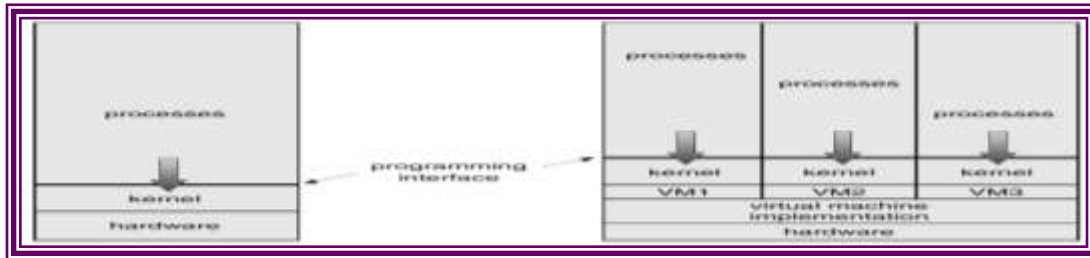 processes
kernel
hardware
programming
interface
processes
processes
processes
kernel
kernel
kernel
VM1
VM2
VM3
virtual machine
implementation
hardware